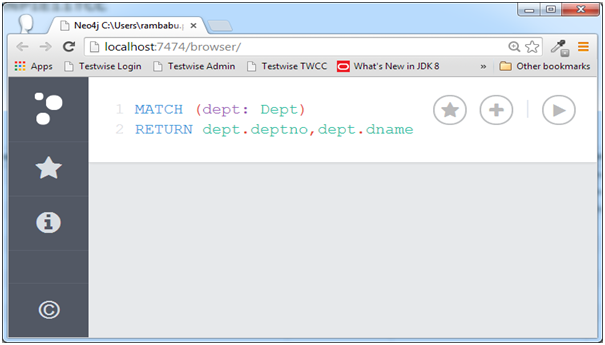 Neo4j C:\Users\rambabu.
localhost:7474/browser/
Apps Testwise Login Testwise Admin Testwise TWCC What's New in JDK 8 » Other bookmarks
1 MATCH (dept: Dept)
2 RETURN dept.deptno,dept.dname